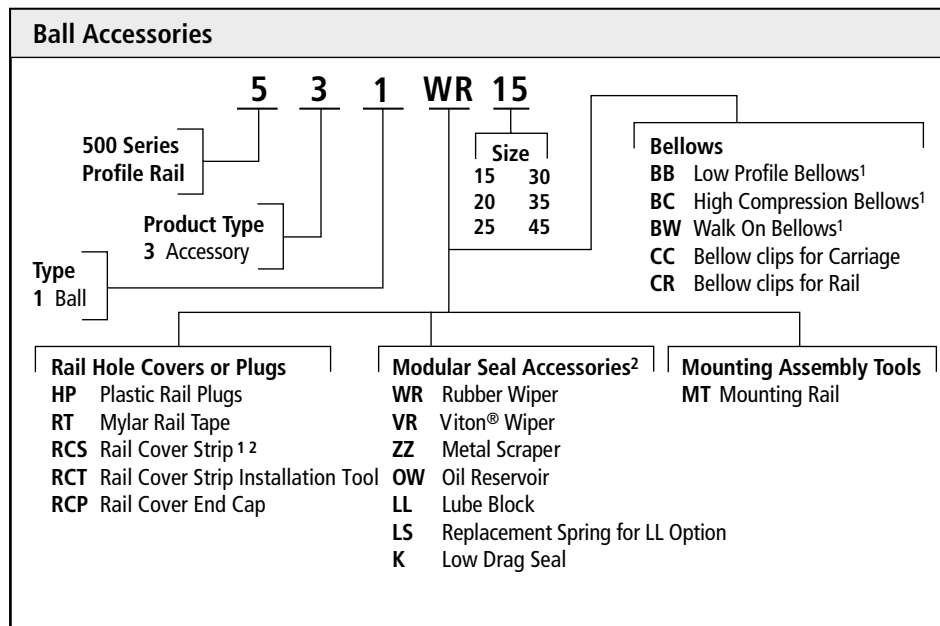 Ball Accessories
5 3 1 WR 15
500 Series
Profile Rail
Product Type
3 Accessory
Type
1 Ball
Size
15 30
20 35
25 45
Bellows
BB Low Profile Bellows1
BC High Compression Bellows1
BW Walk On Bellows1
CC Bellow clips for Carriage
CR Bellow clips for Rail
Rail Hole Covers or Plugs
HP Plastic Rail Plugs
RT Mylar Rail Tape
RCS Rail Cover Strip 1 2
RCT Rail Cover Strip Installation Tool
RCP Rail Cover End Cap
Modular Seal Accessories2
WR Rubber Wiper
VR Viton® Wiper
ZZ Metal Scraper
OW Oil Reservoir
LL Lube Block
LS Replacement Spring for LL Option
K Low Drag Seal
Mounting Assembly Tools
MT Mounting Rail